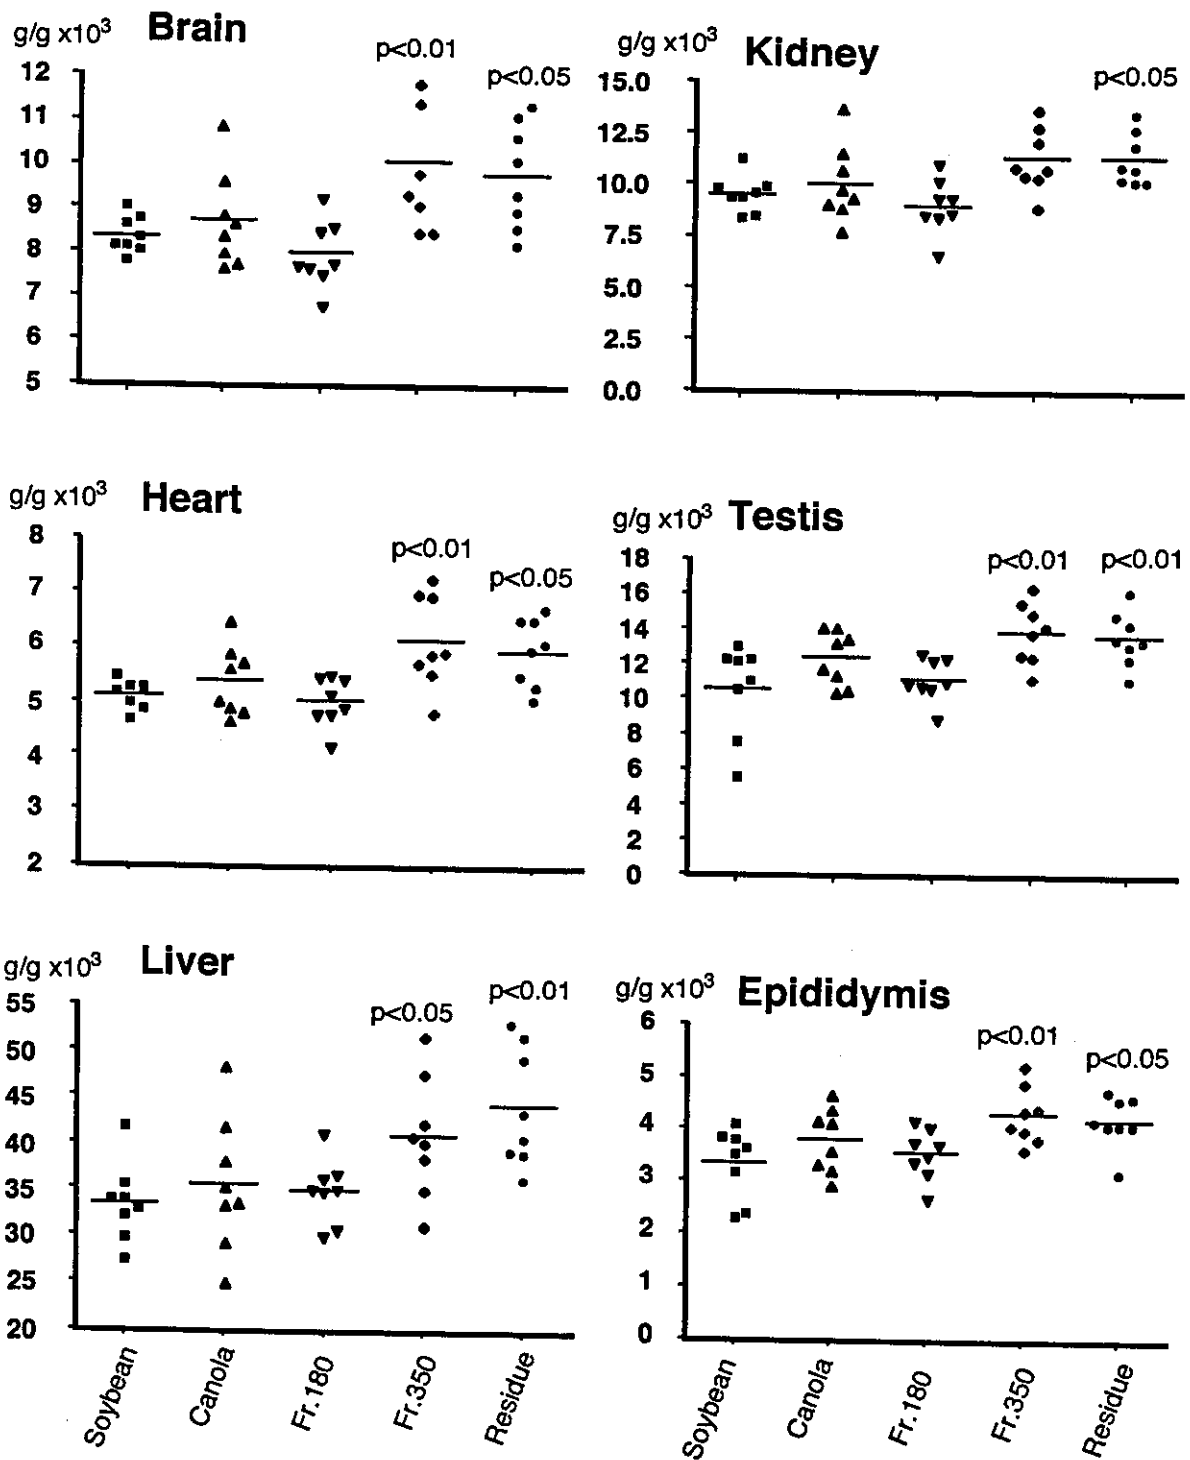 g/g x10³ Brain
p<0.01
p<0.05
12
11
10
9
8
7
6
5
g/g x10³ Kidney
p<0.05
15.0
12.5
10.0
7.5
5.0
2.5
0.0
g/g x10³ Heart
p<0.01
p<0.05
8
7
6
5
4
3
2
g/g x10³ Testis
p<0.01 p<0.01
18
16
14
12
10
8
6
4
2
0
g/g x10³ Liver
p<0.05
p<0.01
55
50
45
40
35
30
25
20
Soybean
Canola
Fr.180
Fr.350
Residue
g/g x10³ Epididymis
p<0.01
p<0.05
6
5
4
3
2
1
0
Soybean
Canola
Fr.180
Fr.350
Residue